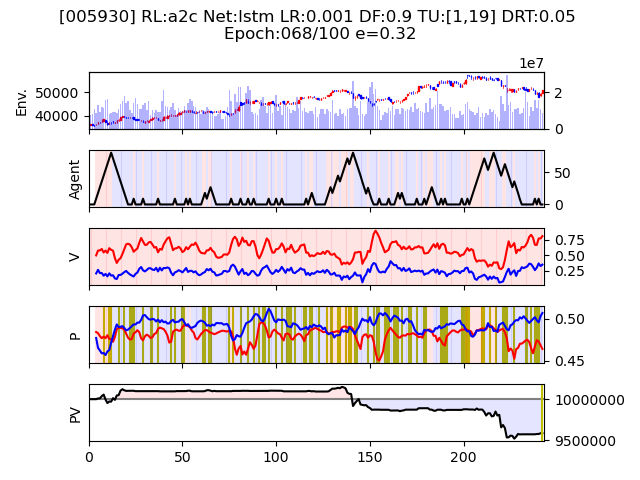 [005930] RL:a2c Net:lstm LR:0.001 DF:0.9 TU:[1,19] DRT:0.05
Epoch:068/100 e=0.32
1e7
Env.
50000
40000
2
0
Agent
50
0
V
0.75
0.50
0.25
P
0.50
0.45
PV
10000000
9500000
0
50
100
150
200